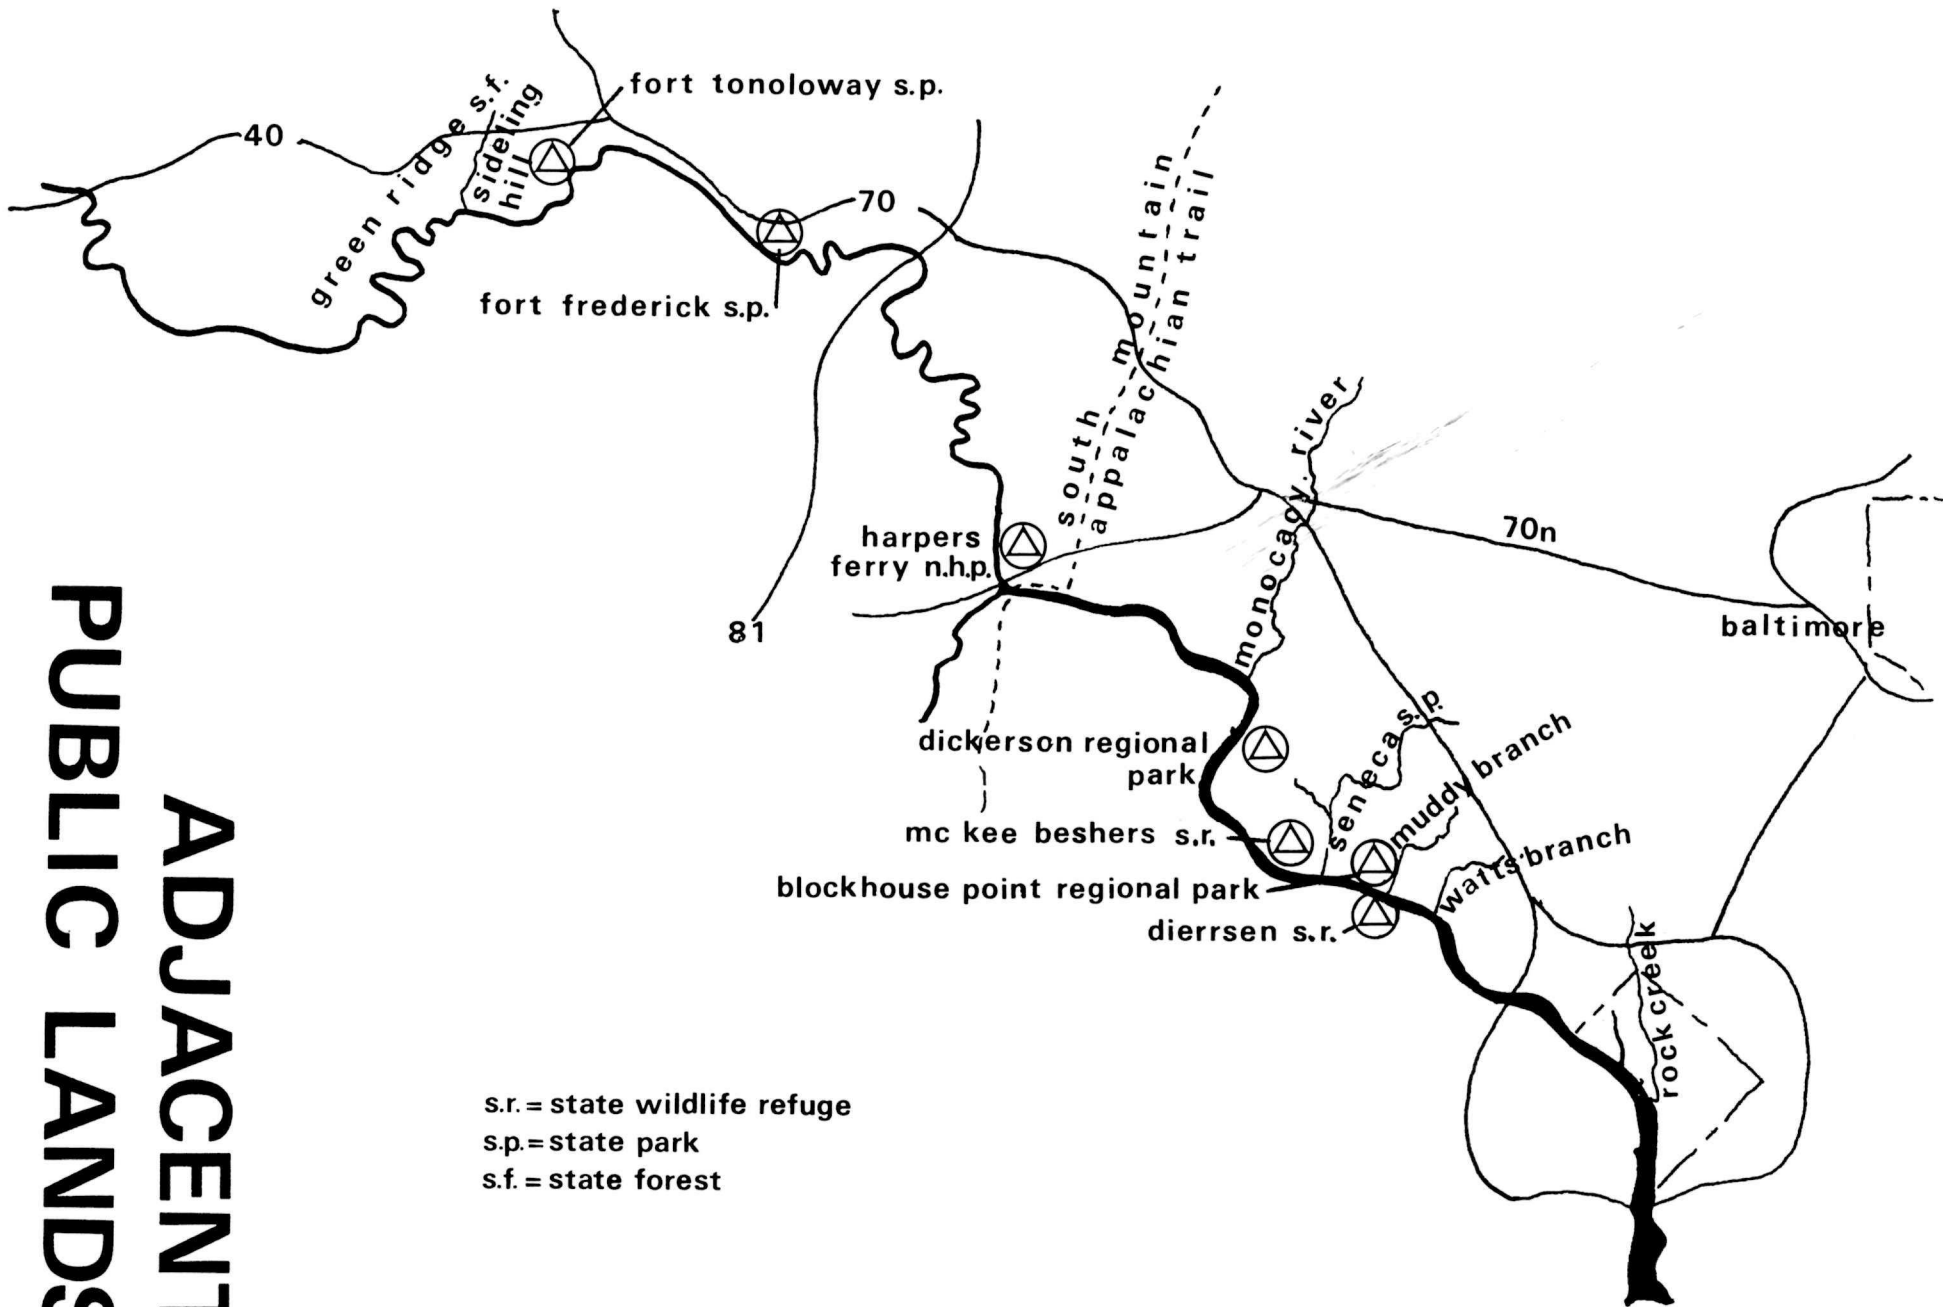 fort tonoloway s.p.
40
green ridge s.f.
sideling
hill
70
fort frederick s.p.
south mountain
appalachian trail
monocacy river
harpers
ferry n.h.p.
81
70n
baltimore
dickerson regional
park
seneca s.p.
muddy branch
mc kee beshers s.r.
watts branch
blockhouse point regional park
dierrsen s.r.
rock creek
s.r. = state wildlife refuge
s.p. = state park
s.f. = state forest
ADJACENT
PUBLIC LANDS